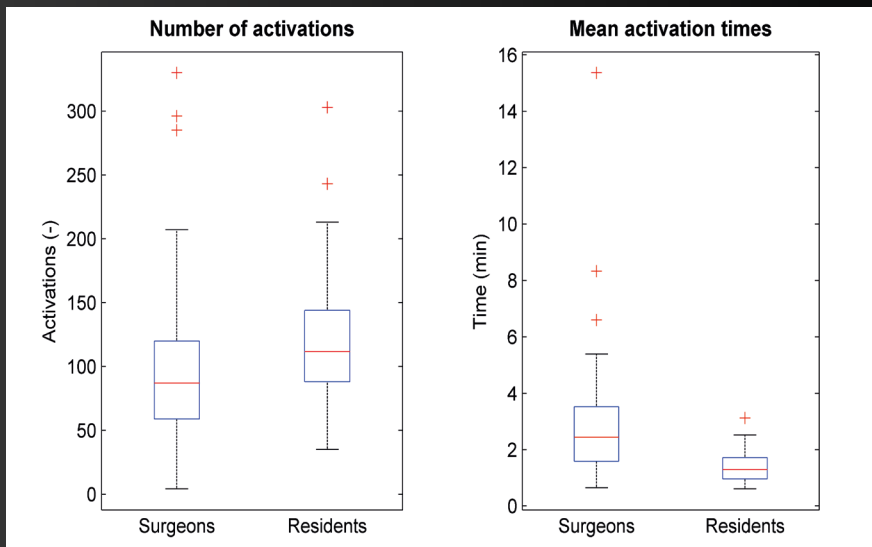 Number of activations
Activations (-)
300
250
200
150
100
50
0
Surgeons
Residents
Mean activation times
Time (min)
16
14
12
10
8
6
4
2
0
Surgeons
Residents